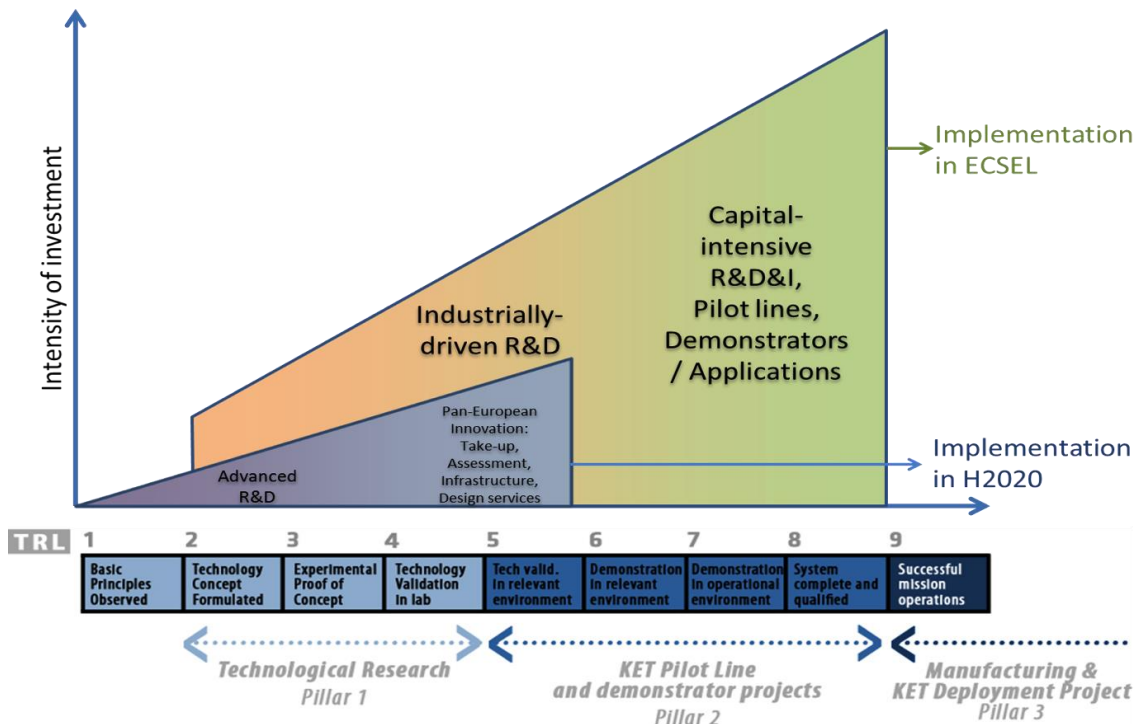 Intensity of investment
Implementation
in ECSEL
Capital-
intensive
R&D&I,
Pilot lines,
Demonstrators
/ Applications
Industrially-
driven R&D
Pan-European
Innovation:
Take-up,
Assessment,
Infrastructure,
Design services
Advanced
R&D
Implementation
in H2020
TRL 1 2 3 4 5 6 7 8 9
Basic
Principles
Observed
Technology
Concept
Formulated
Experimental
Proof of
Concept
Technology
Validation
In lab
Tech valid.
in relevant
environment
Demonstration
in relevant
environment
Demonstration
in operational
environment
System
complete and
qualified
Successful
mission
operations
Technological Research
Pillar 1
KET Pilot Line
and demonstrator projects
Pillar 2
Manufacturing &
KET Deployment Project
Pillar 3